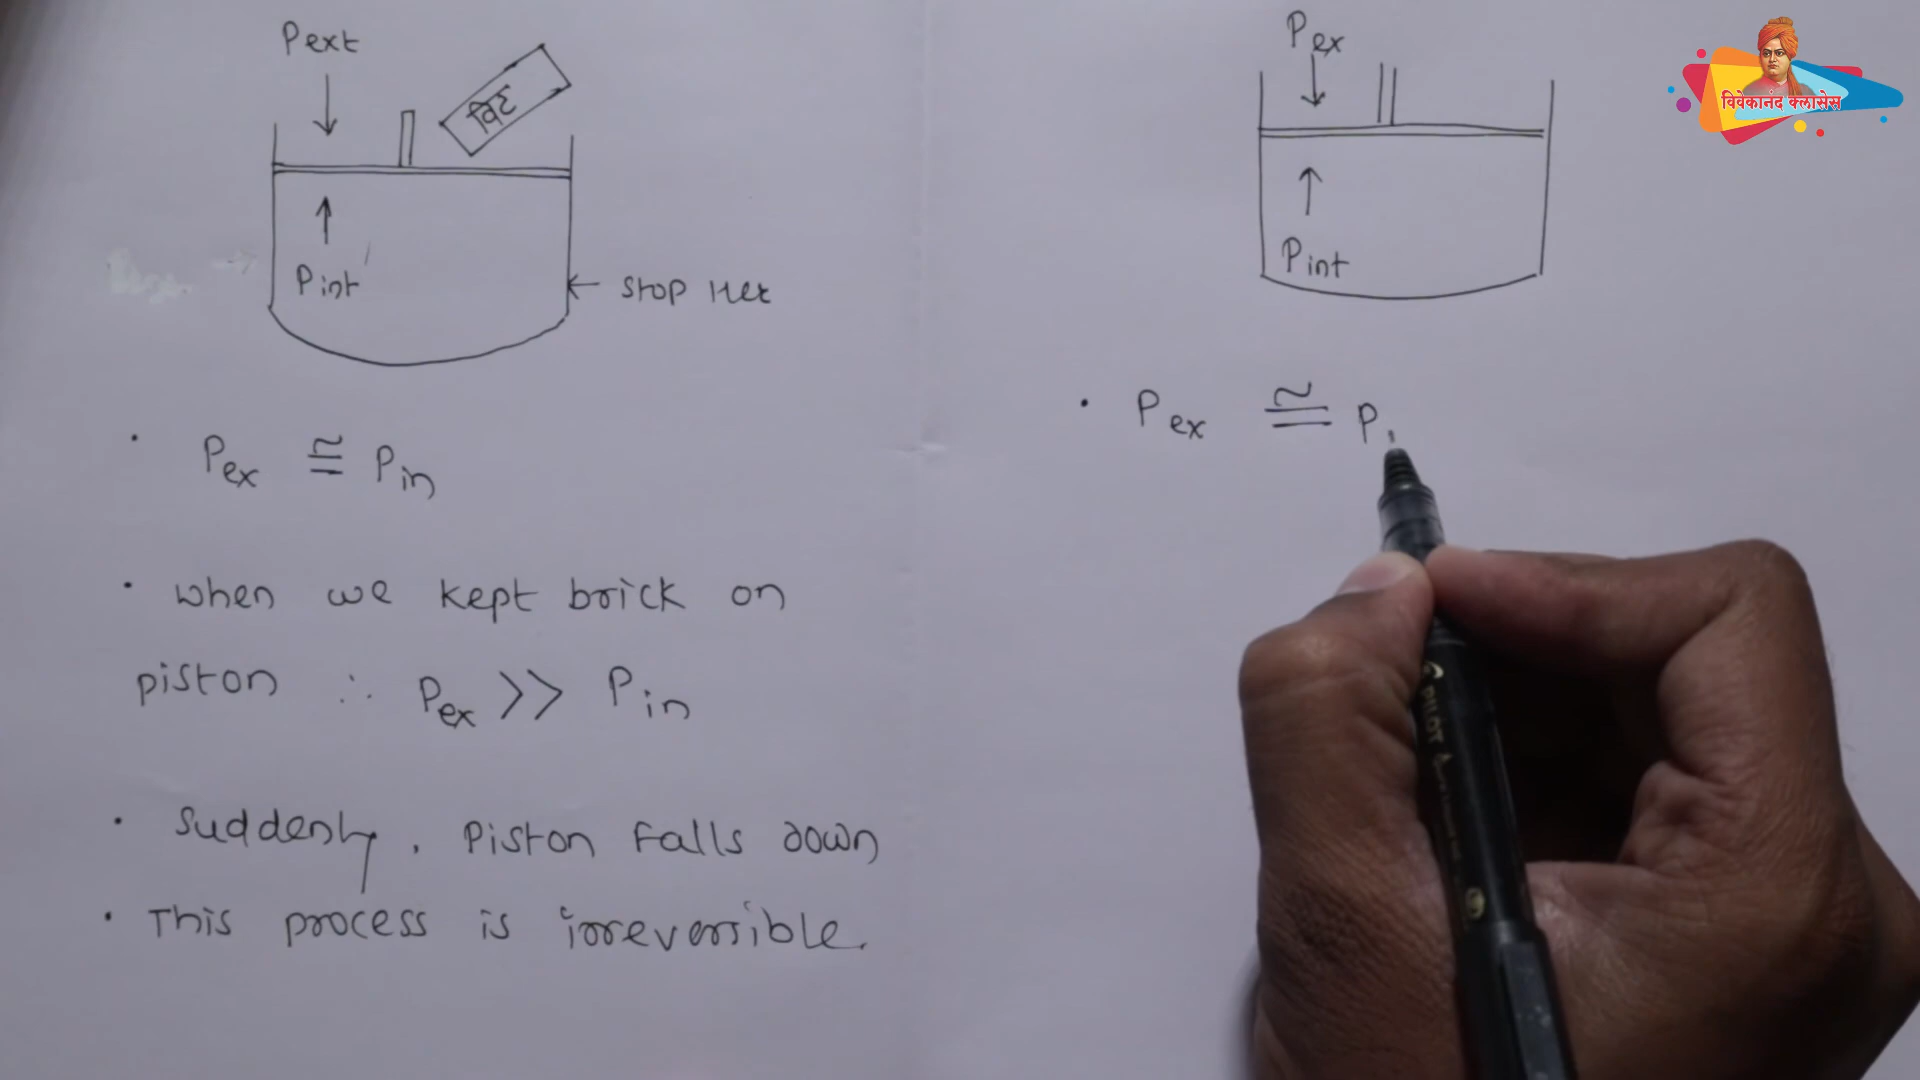 Pext
विट
Pint
stop
Pex ≅ Pin
when we kept brick on
piston ∴ Pex >> Pin
Suddenly, Piston Falls down
This process is irreversible.
Pex
Pint
Pex ≅ P
विवेकानंद क्लासेस
PILOT